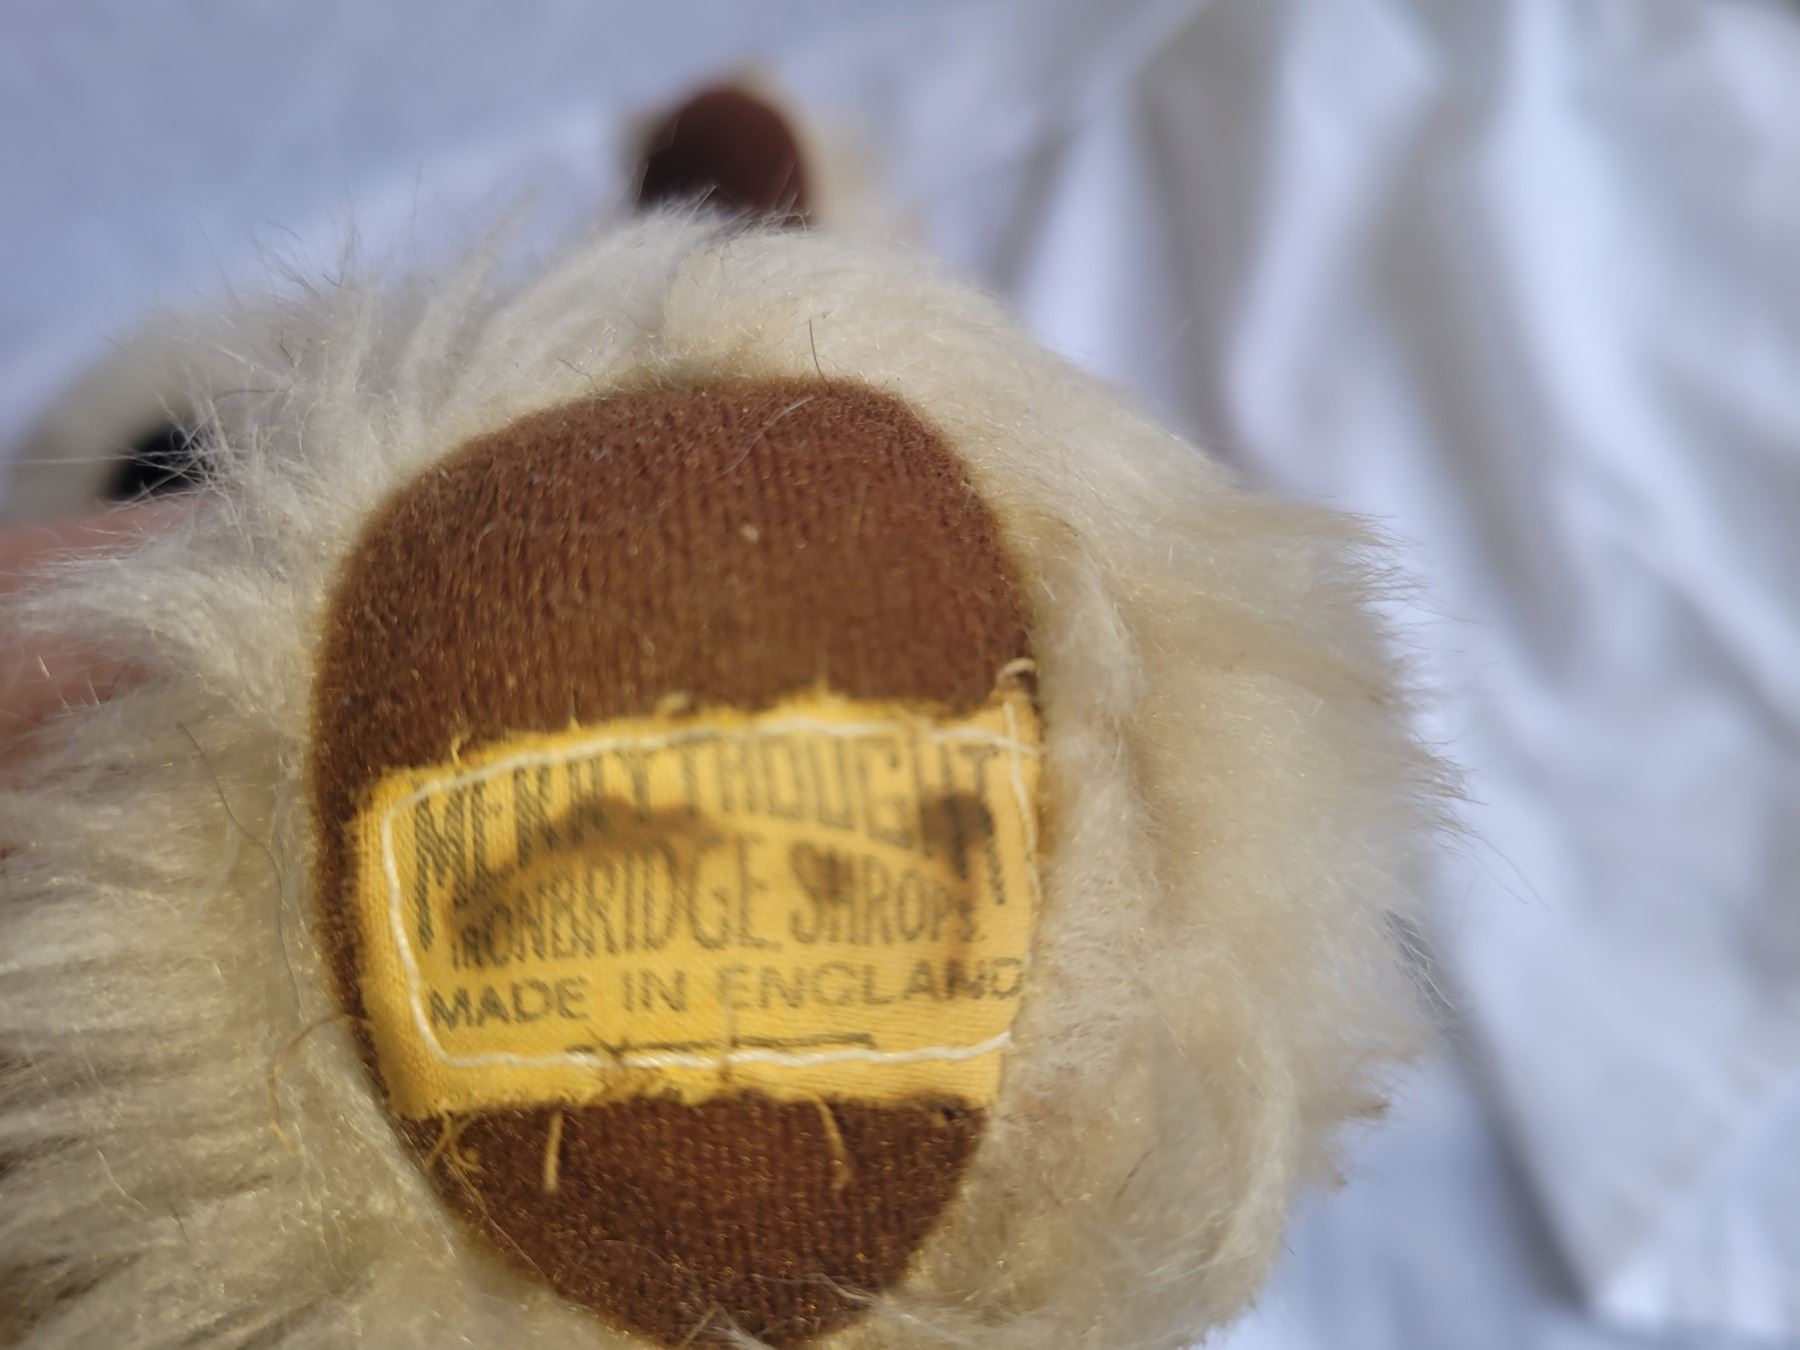 MERRYTHOUGHT
IRONBRIDGE SHROPS.
MADE IN ENGLAND